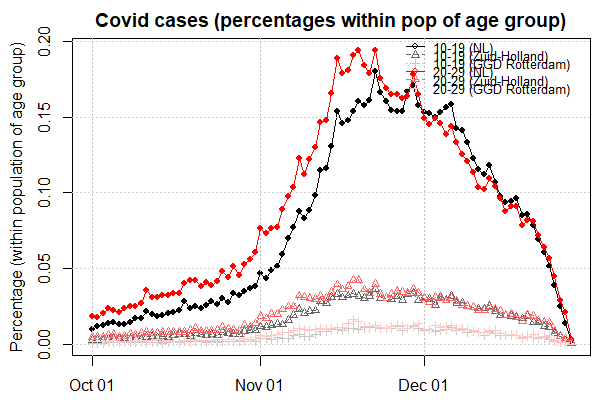 Covid cases (percentages within pop of age group)
Percentage (within population of age group)
0.20
0.15
0.10
0.05
0.00
10-19 (NL)
10-19 (Zuid-Holland)
10-19 (GGD Rotterdam)
20-29 (NL)
20-29 (Zuid-Holland)
20-29 (GGD Rotterdam)
Oct 01
Nov 01
Dec 01